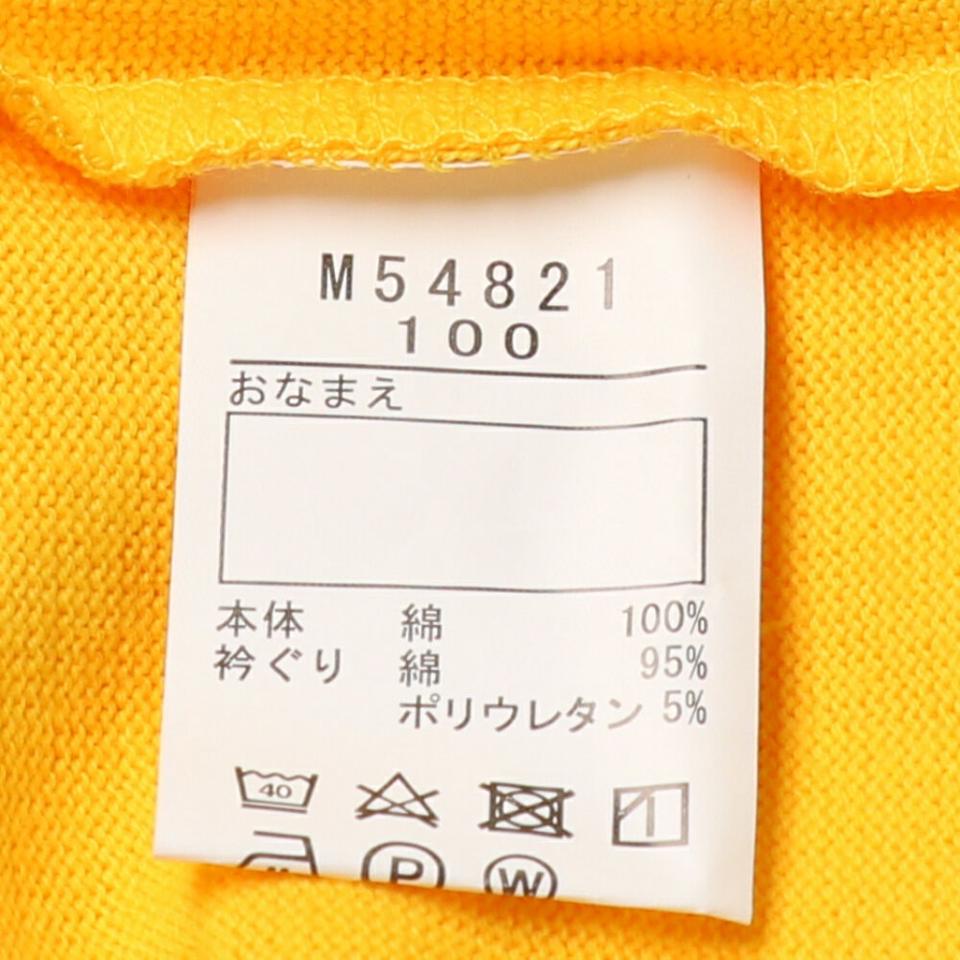 M54821
100
おなまえ
本体 綿 100%
衿ぐり 綿 95%
ポリウレタン 5%
40
P W